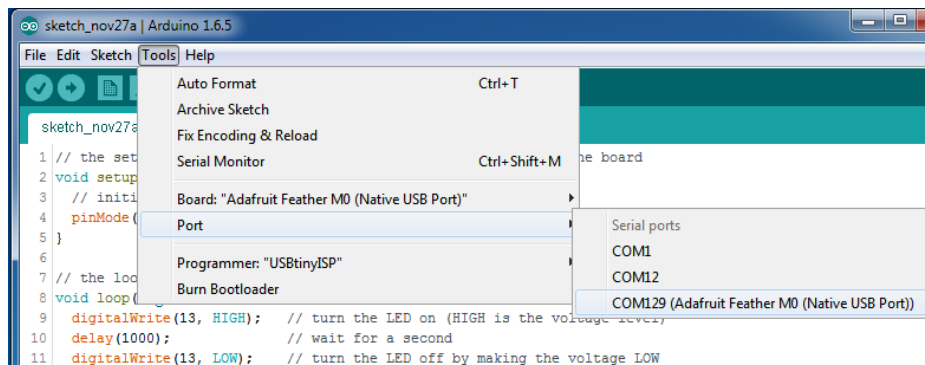 sketch_nov27a | Arduino 1.6.5
File Edit Sketch Tools Help
Auto Format Ctrl+T
Archive Sketch
Fix Encoding & Reload
Serial Monitor Ctrl+Shift+M
Board: "Adafruit Feather M0 (Native USB Port)"
Port
Programmer: "USBtinyISP"
Burn Bootloader
Serial ports
COM1
COM12
COM129 (Adafruit Feather M0 (Native USB Port))
sketch_nov27a
1 // the set board
2 void setup
3 // initi
4 pinMode(
5 }
6
7 // the loo
8 void loop(
9 digitalWrite(13, HIGH); // turn the LED on (HIGH is the voltage level)
10 delay(1000); // wait for a second
11 digitalWrite(13, LOW); // turn the LED off by making the voltage LOW